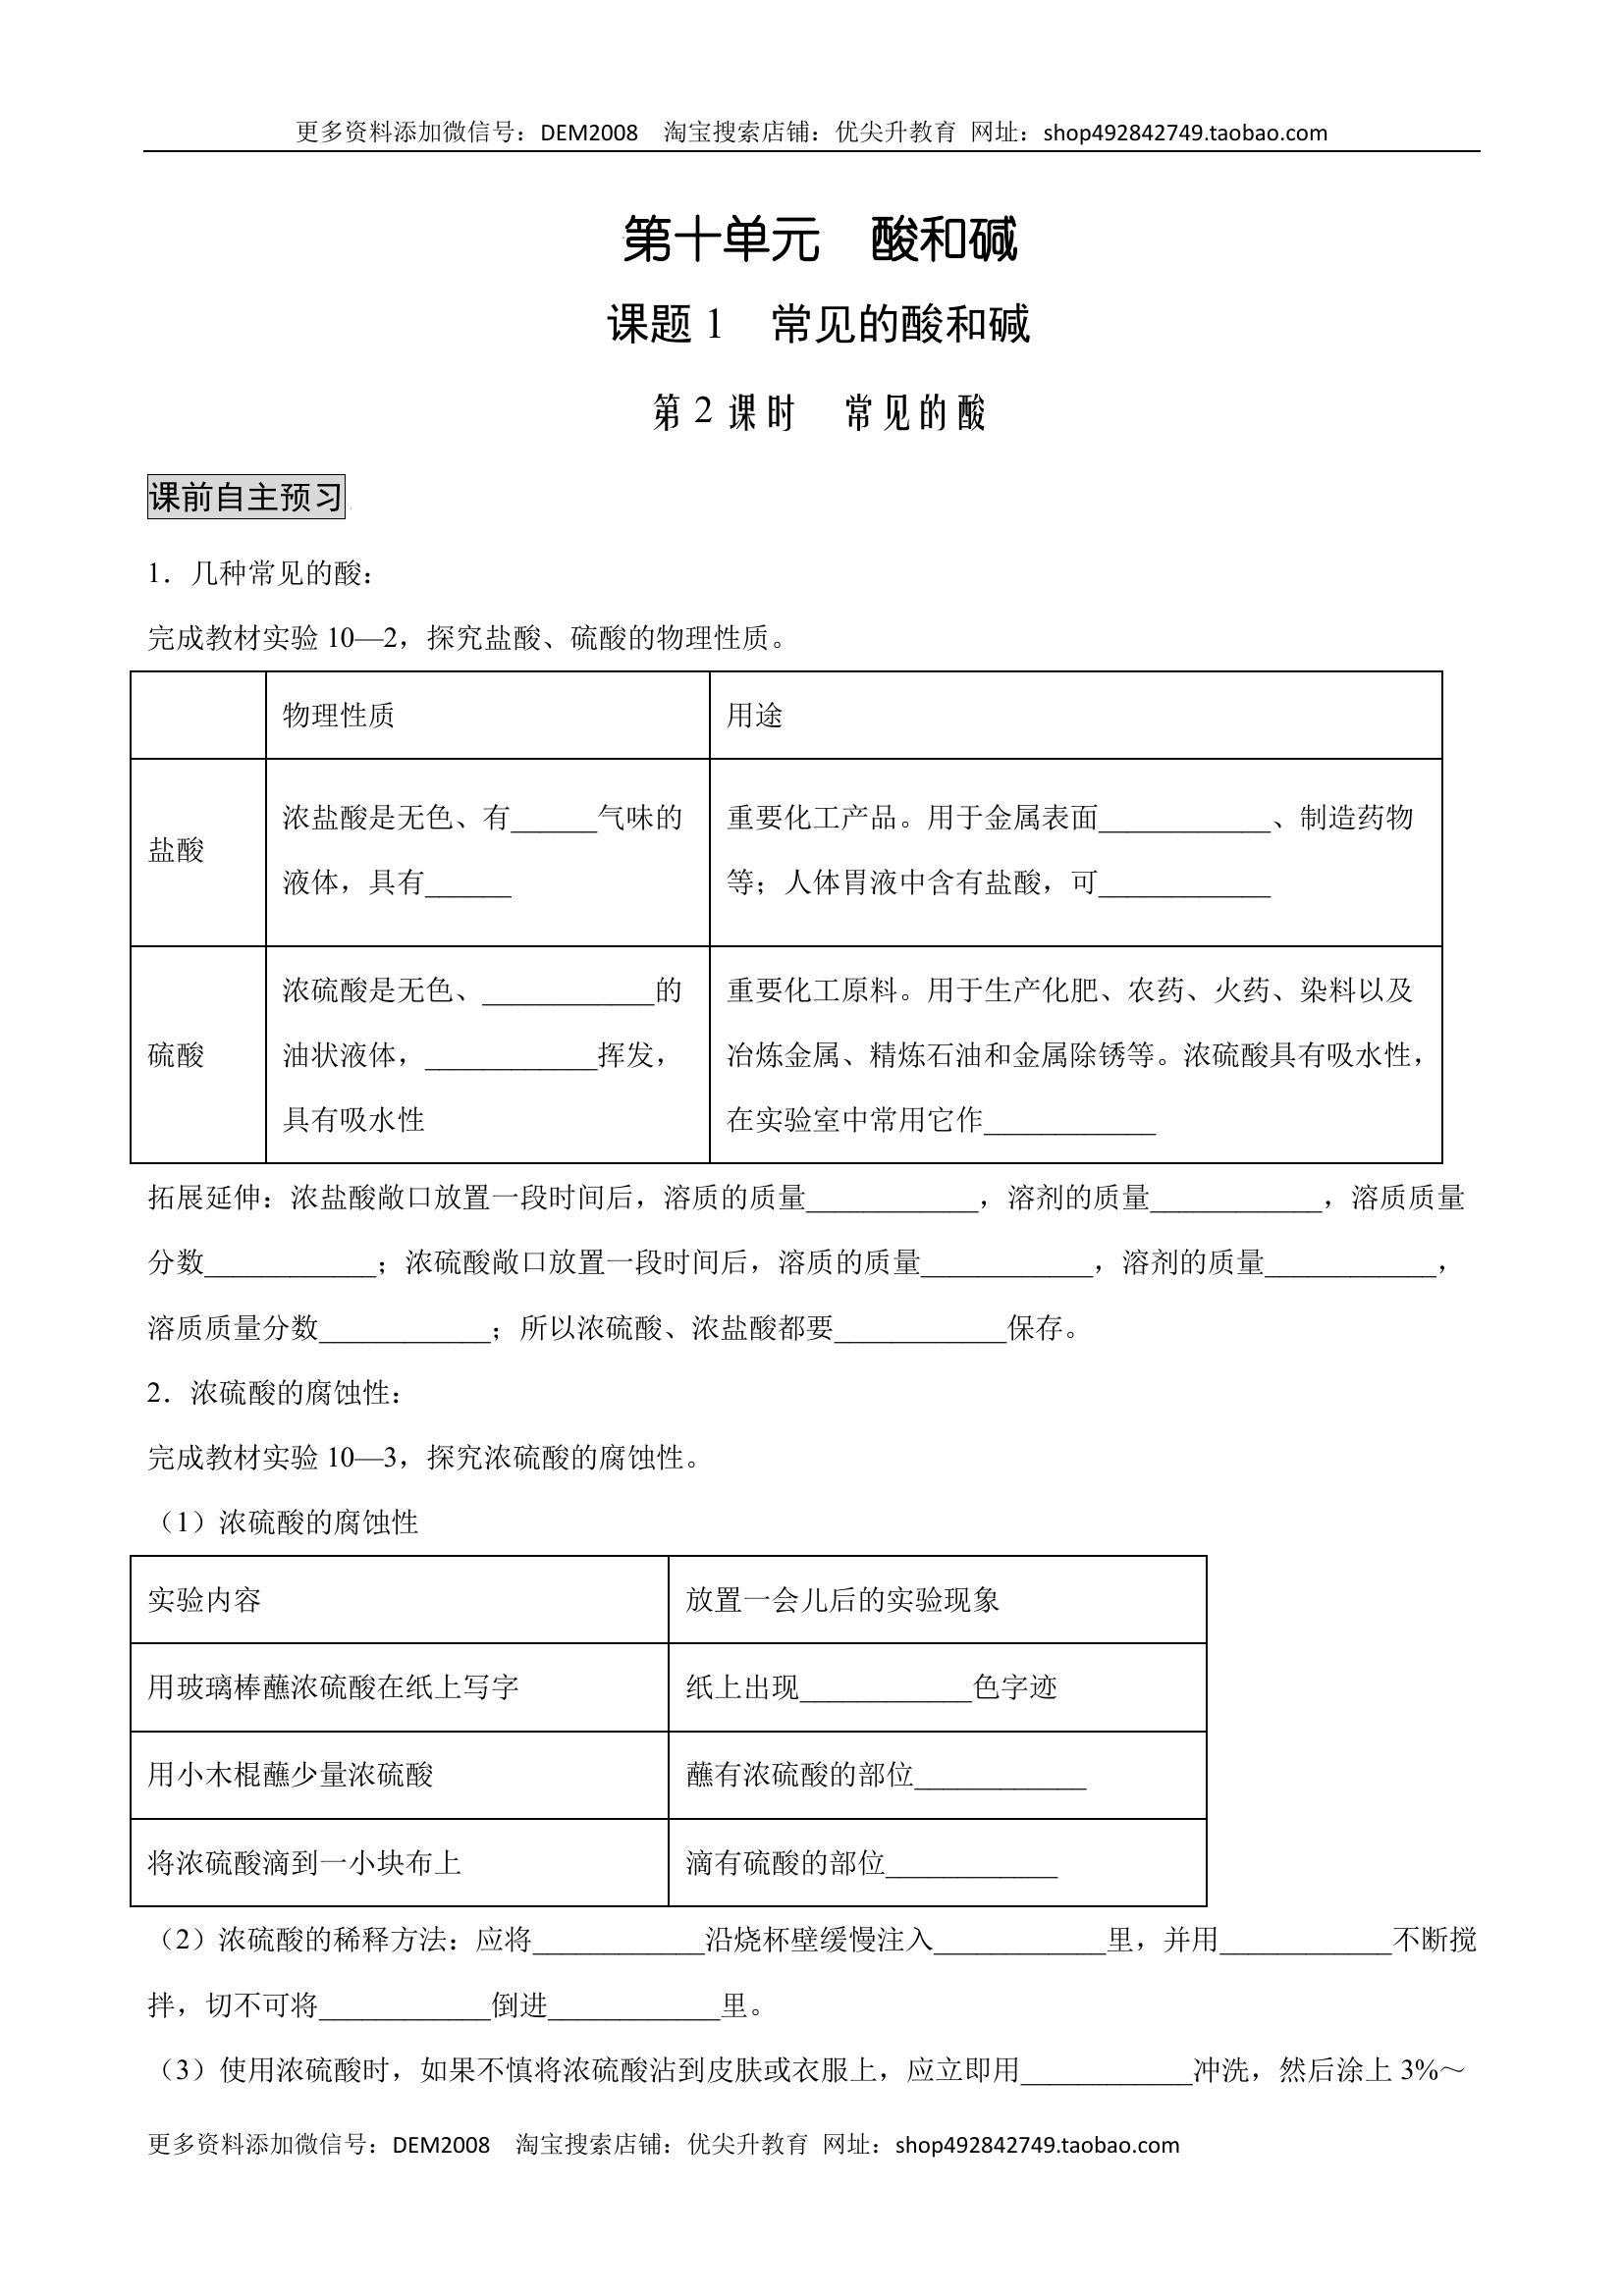 更多资料添加微信号：DEM2008 淘宝搜索店铺：优尖升教育 网址：shop492842749.taobao.com
第十单元 酸和碱
课题 1 常见的酸和碱
第 2 课时 常见的酸
课前自主预习
1．几种常见的酸：
完成教材实验 10—2，探究盐酸、硫酸的物理性质。
物理性质 用途
盐酸
浓盐酸是无色、有______气味的
液体，具有______
重要化工产品。用于金属表面____________、制造药物
等；人体胃液中含有盐酸，可____________
硫酸
浓硫酸是无色、____________的
油状液体，____________挥发，
具有吸水性
重要化工原料。用于生产化肥、农药、火药、染料以及
冶炼金属、精炼石油和金属除锈等。浓硫酸具有吸水性，
在实验室中常用它作____________
拓展延伸：浓盐酸敞口放置一段时间后，溶质的质量____________，溶剂的质量____________，溶质质量
分数____________；浓硫酸敞口放置一段时间后，溶质的质量____________，溶剂的质量____________，
溶质质量分数____________；所以浓硫酸、浓盐酸都要____________保存。
2．浓硫酸的腐蚀性：
完成教材实验 10—3，探究浓硫酸的腐蚀性。
（1）浓硫酸的腐蚀性
实验内容 放置一会儿后的实验现象
用玻璃棒蘸浓硫酸在纸上写字 纸上出现____________色字迹
用小木棍蘸少量浓硫酸 蘸有浓硫酸的部位____________
将浓硫酸滴到一小块布上 滴有硫酸的部位____________
（2）浓硫酸的稀释方法：应将____________沿烧杯壁缓慢注入____________里，并用____________不断搅
拌，切不可将____________倒进____________里。
（3）使用浓硫酸时，如果不慎将浓硫酸沾到皮肤或衣服上，应立即用____________冲洗，然后涂上 3%～
更多资料添加微信号：DEM2008 淘宝搜索店铺：优尖升教育 网址：shop492842749.taobao.com